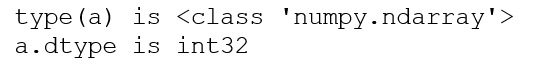 type(a) is <class 'numpy.ndarray'>
a.dtype is int32